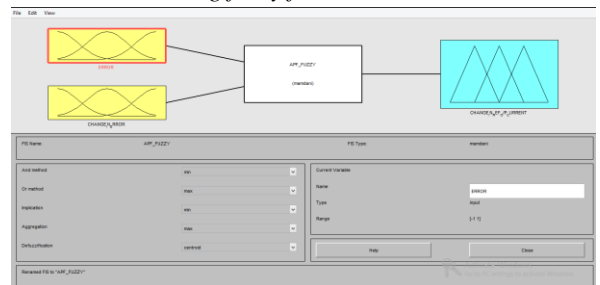 File Edit View
ERROR
APF_FUZZY
(mamdani)
FIS Name: APF_FUZZY FIS Type: mamdani
And method min
Or method max
Implication min
Aggregation max
Defuzzification centroid
Current Variable
Name ERROR
Type input
Range [-1 1]
Help Close
Renamed FIS to "APF_FUZZY"